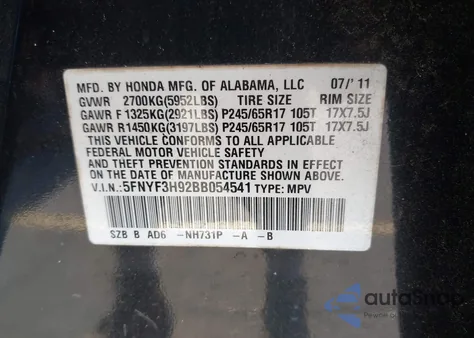 MFD. BY HONDA MFG. OF ALABAMA, LLC 07/'11
GVWR 2700KG(5952LBS) TIRE SIZE RIM SIZE
GAWR F 1325KG(2921LBS) P245/65R17 105T 17X7.5J
GAWR R1450KG(3197LBS) P245/65R17 105T 17X7.5J
THIS VEHICLE CONFORMS TO ALL APPLICABLE
FEDERAL MOTOR VEHICLE SAFETY
AND THEFT PREVENTION STANDARDS IN EFFECT
ON THE DATE OF MANUFACTURE SHOWN ABOVE.
V.I.N.:5FNYF3H92BB054541 TYPE: MPV
SZB B AD6 -NH731P -A -B
autoSnap